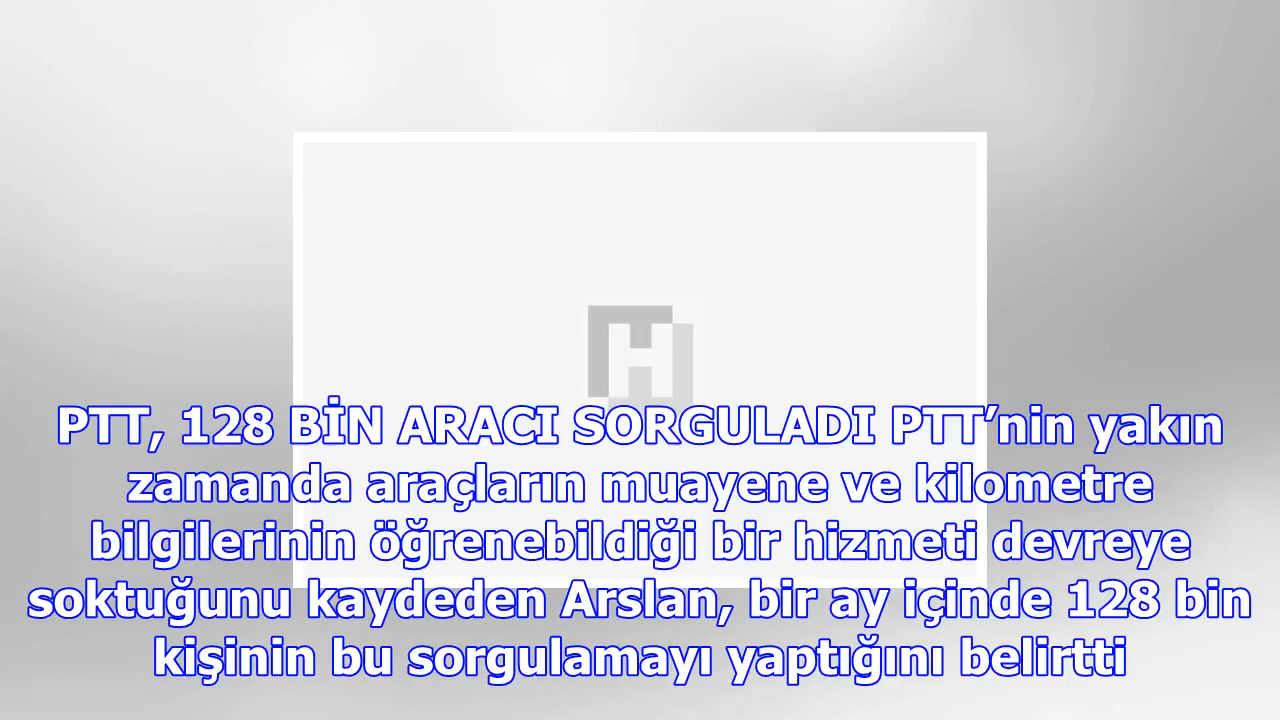 H
PTT, 128 BİN ARACI SORGULADI PTT’nin yakın
zamanda araçların muayene ve kilometre
bilgilerinin öğrenebildiği bir hizmeti devreye
soktuğunu kaydeden Arslan, bir ay içinde 128 bin
kişinin bu sorgulamayı yaptığını belirtti